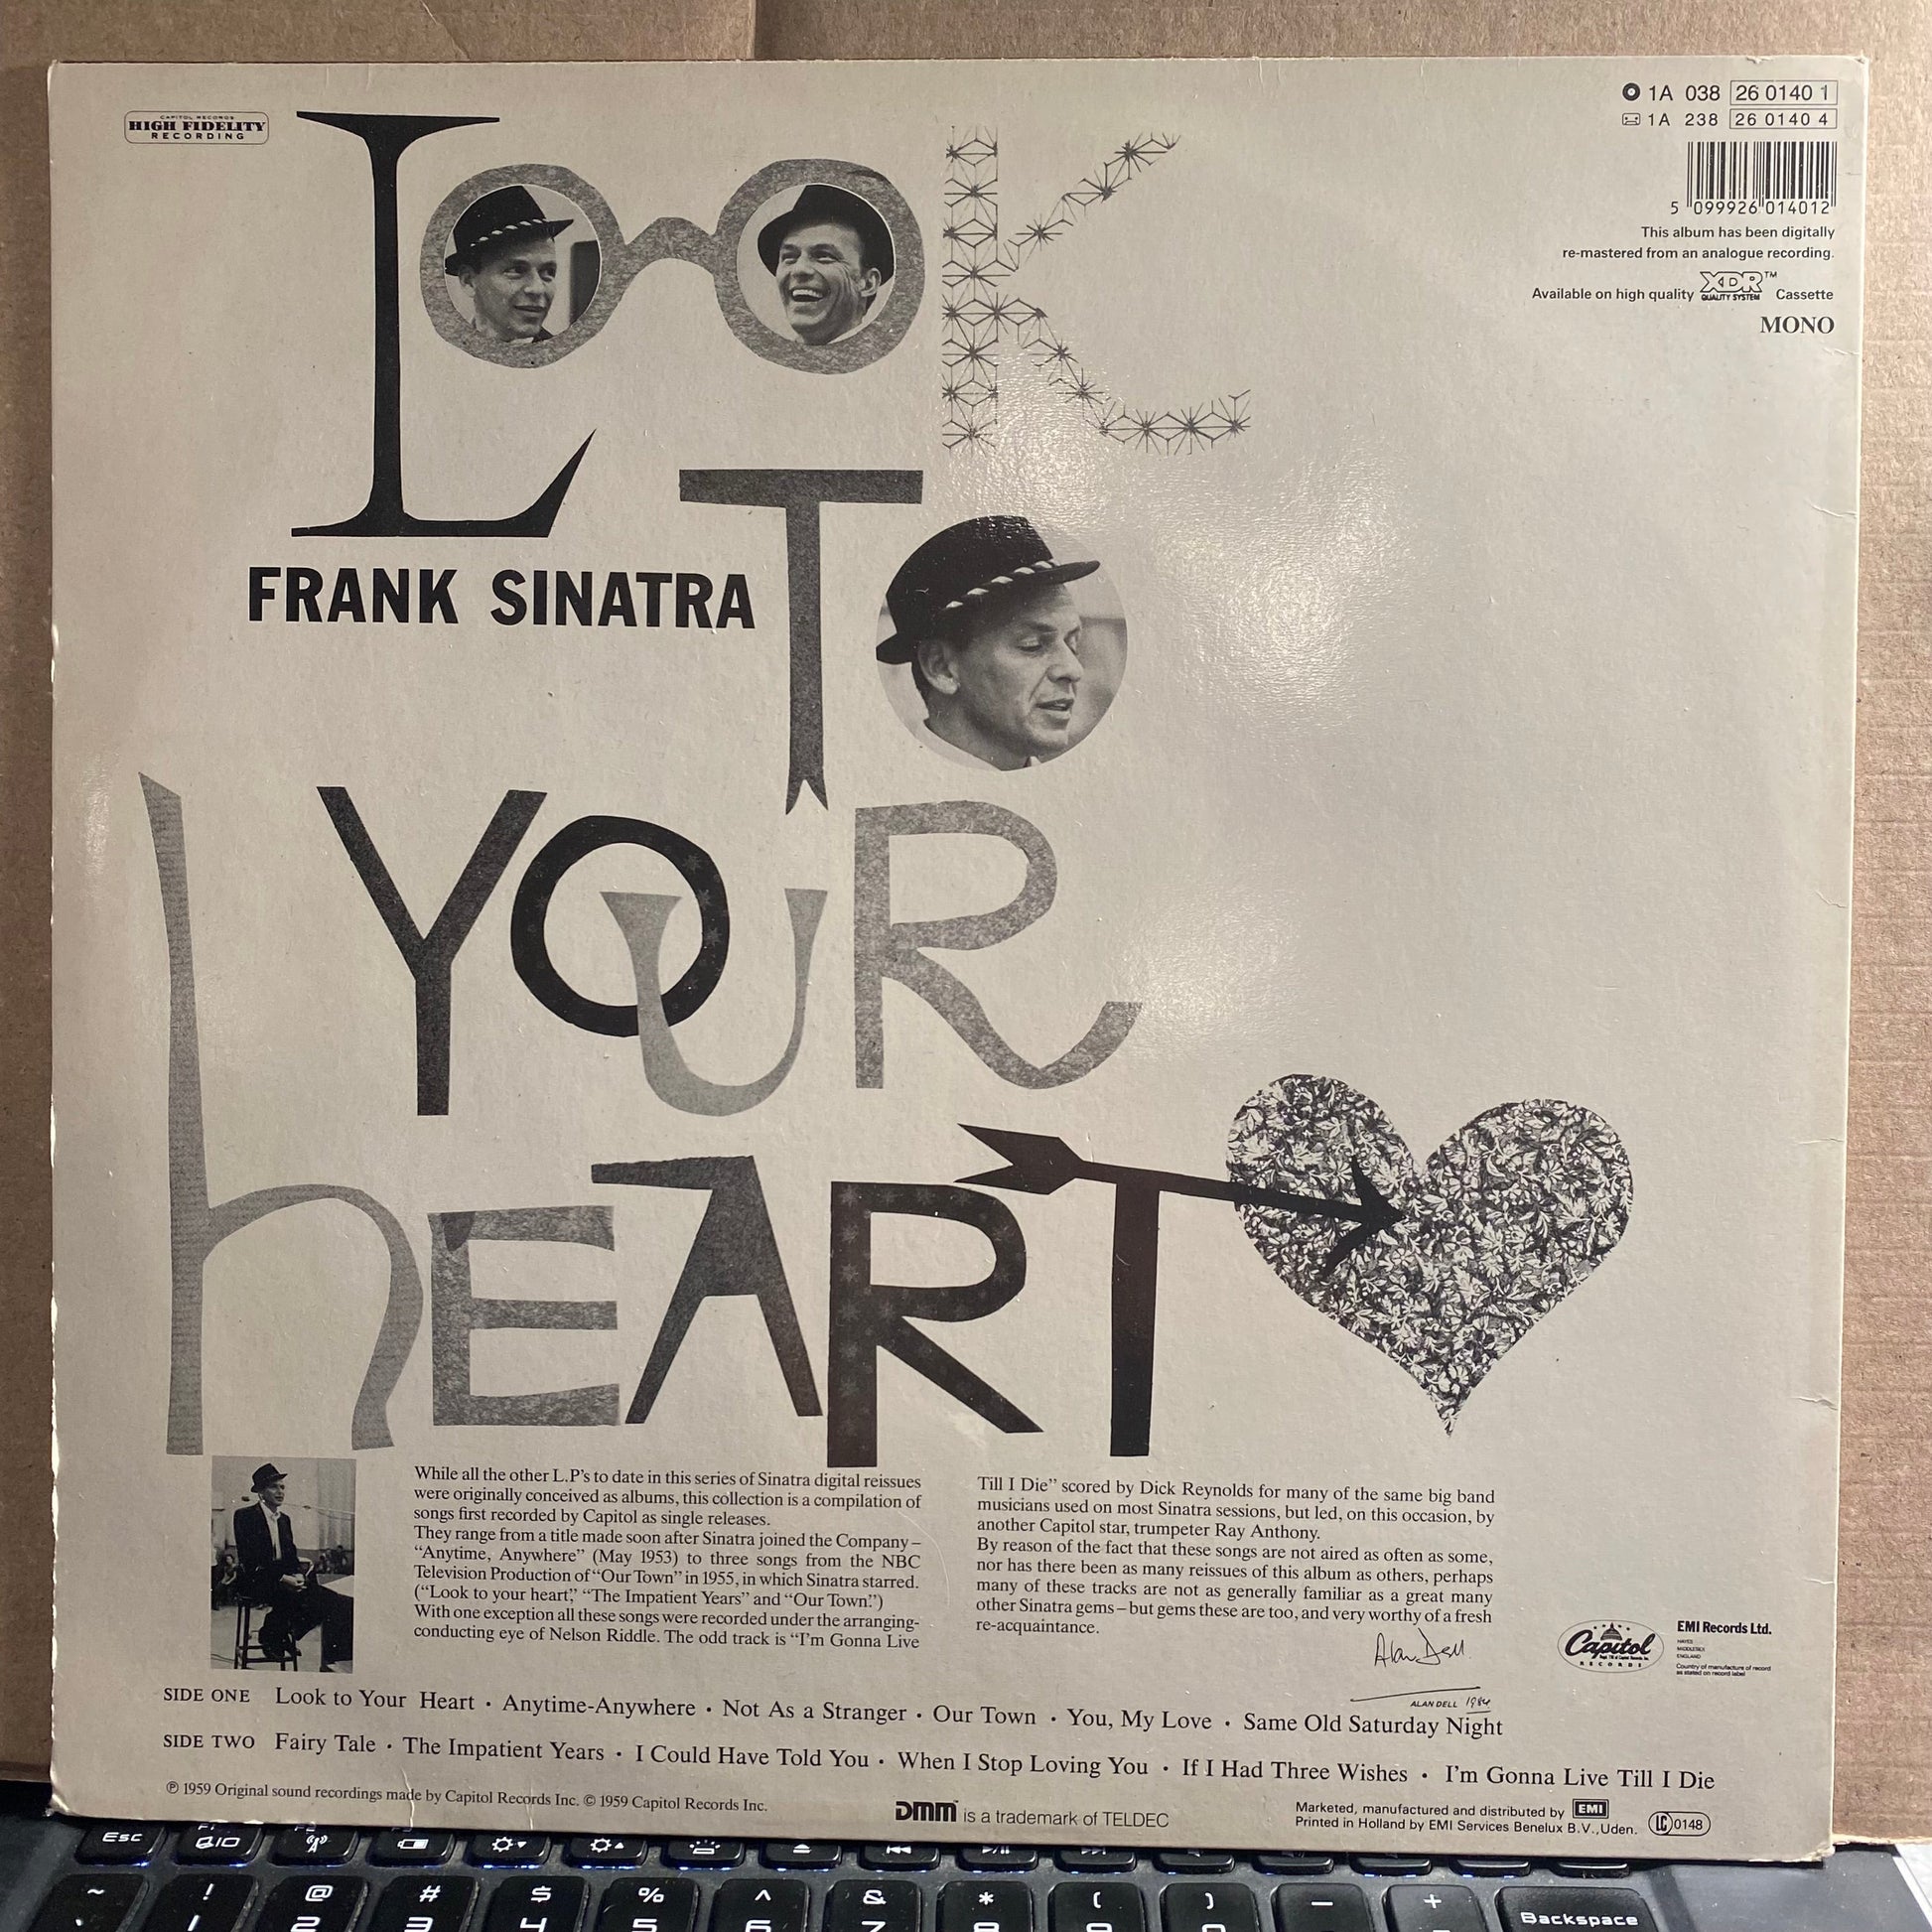 CAPITOL RECORDS
HIGH FIDELITY
RECORDING
1A 038 26 0140 1
1A 238 26 0140 4
5 099926 014012
This album has been digitally
re-mastered from an analogue recording.
Available on high quality XDR™ Cassette
QUALITY SYSTEM
MONO
LOOK
TO
FRANK SINATRA
YOUR
hEART
While all the other L.P's to date in this series of Sinatra digital reissues
were originally conceived as albums, this collection is a compilation of
songs first recorded by Capitol as single releases.
They range from a title made soon after Sinatra joined the Company –
“Anytime, Anywhere” (May 1953) to three songs from the NBC
Television Production of “Our Town” in 1955, in which Sinatra starred.
(“Look to your heart,” “The Impatient Years” and “Our Town.”)
With one exception all these songs were recorded under the arranging-
conducting eye of Nelson Riddle. The odd track is “I'm Gonna Live
Till I Die” scored by Dick Reynolds for many of the same big band
musicians used on most Sinatra sessions, but led, on this occasion, by
another Capitol star, trumpeter Ray Anthony.
By reason of the fact that these songs are not aired as often as some,
nor has there been as many reissues of this album as others, perhaps
many of these tracks are not as generally familiar as a great many
other Sinatra gems – but gems these are too, and very worthy of a fresh
re-acquaintance.
Alan Dell.
ALAN DELL 1984
Capitol
RECORDS
EMI Records Ltd.
HAYES
MIDDLESEX
ENGLAND
Country of manufacture of record
as stated on record label
SIDE ONE Look to Your Heart · Anytime-Anywhere · Not As a Stranger · Our Town · You, My Love · Same Old Saturday Night
SIDE TWO Fairy Tale · The Impatient Years · I Could Have Told You · When I Stop Loving You · If I Had Three Wishes · I'm Gonna Live Till I Die
℗ 1959 Original sound recordings made by Capitol Records Inc. © 1959 Capitol Records Inc.
DMM is a trademark of TELDEC
Marketed, manufactured and distributed by EMI
Printed in Holland by EMI Services Benelux B.V., Uden.
LC 0148
Esc
~ ! @ # $ % ^ & * ( ) _ +
Backspace